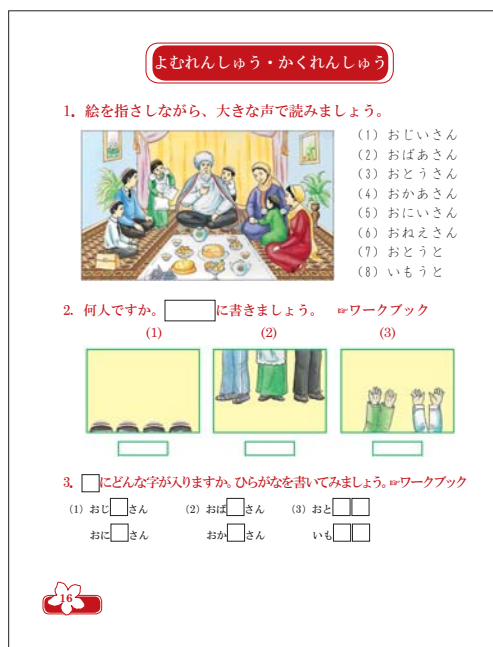 よむれんしゅう・かくれんしゅう
1. 絵を指さしながら、大きな声で読みましょう。
(1) おじいさん
(2) おばあさん
(3) おとうさん
(4) おかあさん
(5) おにいさん
(6) おねえさん
(7) おとうと
(8) いもうと
2. 何人ですか。 に書きましょう。 ☞ワークブック
(1) (2) (3)
3. □にどんな字が入りますか。ひらがなを書いてみましょう。☞ワークブック
(1) おじ□さん (2) おば□さん (3) おと□□
おに□さん おか□さん いも□□
16